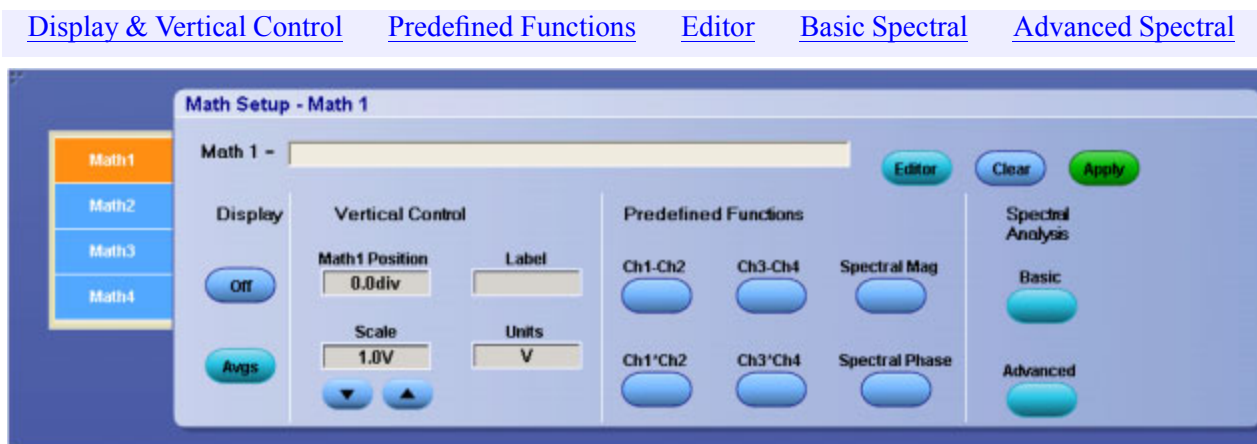 Display & Vertical Control Predefined Functions Editor Basic Spectral Advanced Spectral
Math Setup - Math 1
Math1
Math2
Math3
Math4
Math 1 =
Editor Clear Apply
Display
Off
Avgs
Vertical Control
Math1 Position Label
0.0div
Scale Units
1.0V V
Predefined Functions
Ch1-Ch2 Ch3-Ch4 Spectral Mag
Ch1*Ch2 Ch3*Ch4 Spectral Phase
Spectral
Analysis
Basic
Advanced